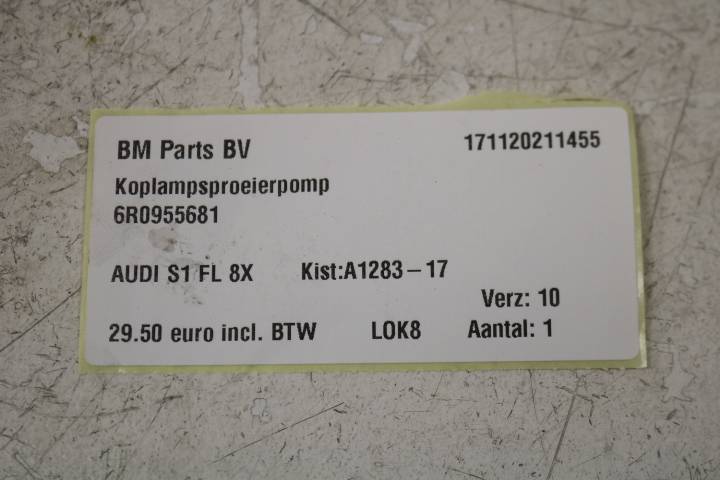 BM Parts BV 171120211455
Koplampsproeierpomp
6R0955681
AUDI S1 FL 8X Kist:A1283-17
Verz: 10
29.50 euro incl. BTW LOK8 Aantal: 1